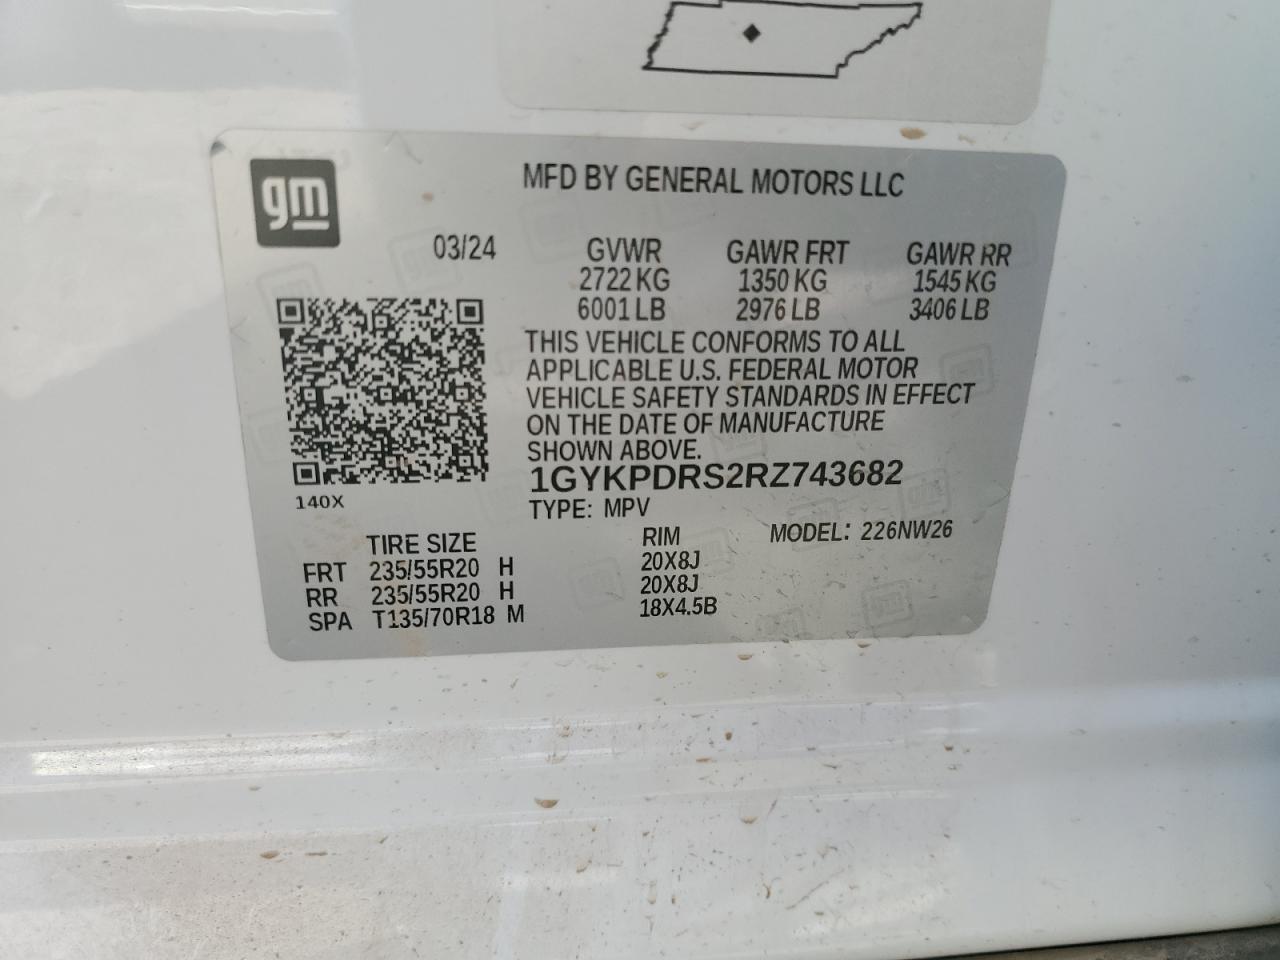 gm
MFD BY GENERAL MOTORS LLC
03/24
GVWR GAWR FRT GAWR RR
2722 KG 1350 KG 1545 KG
6001 LB 2976 LB 3406 LB
THIS VEHICLE CONFORMS TO ALL
APPLICABLE U.S. FEDERAL MOTOR
VEHICLE SAFETY STANDARDS IN EFFECT
ON THE DATE OF MANUFACTURE
SHOWN ABOVE.
1GYKPDRS2RZ743682
140X
TYPE: MPV
MODEL: 226NW26
TIRE SIZE RIM
FRT 235/55R20 H 20X8J
RR 235/55R20 H 20X8J
SPA T135/70R18 M 18X4.5B